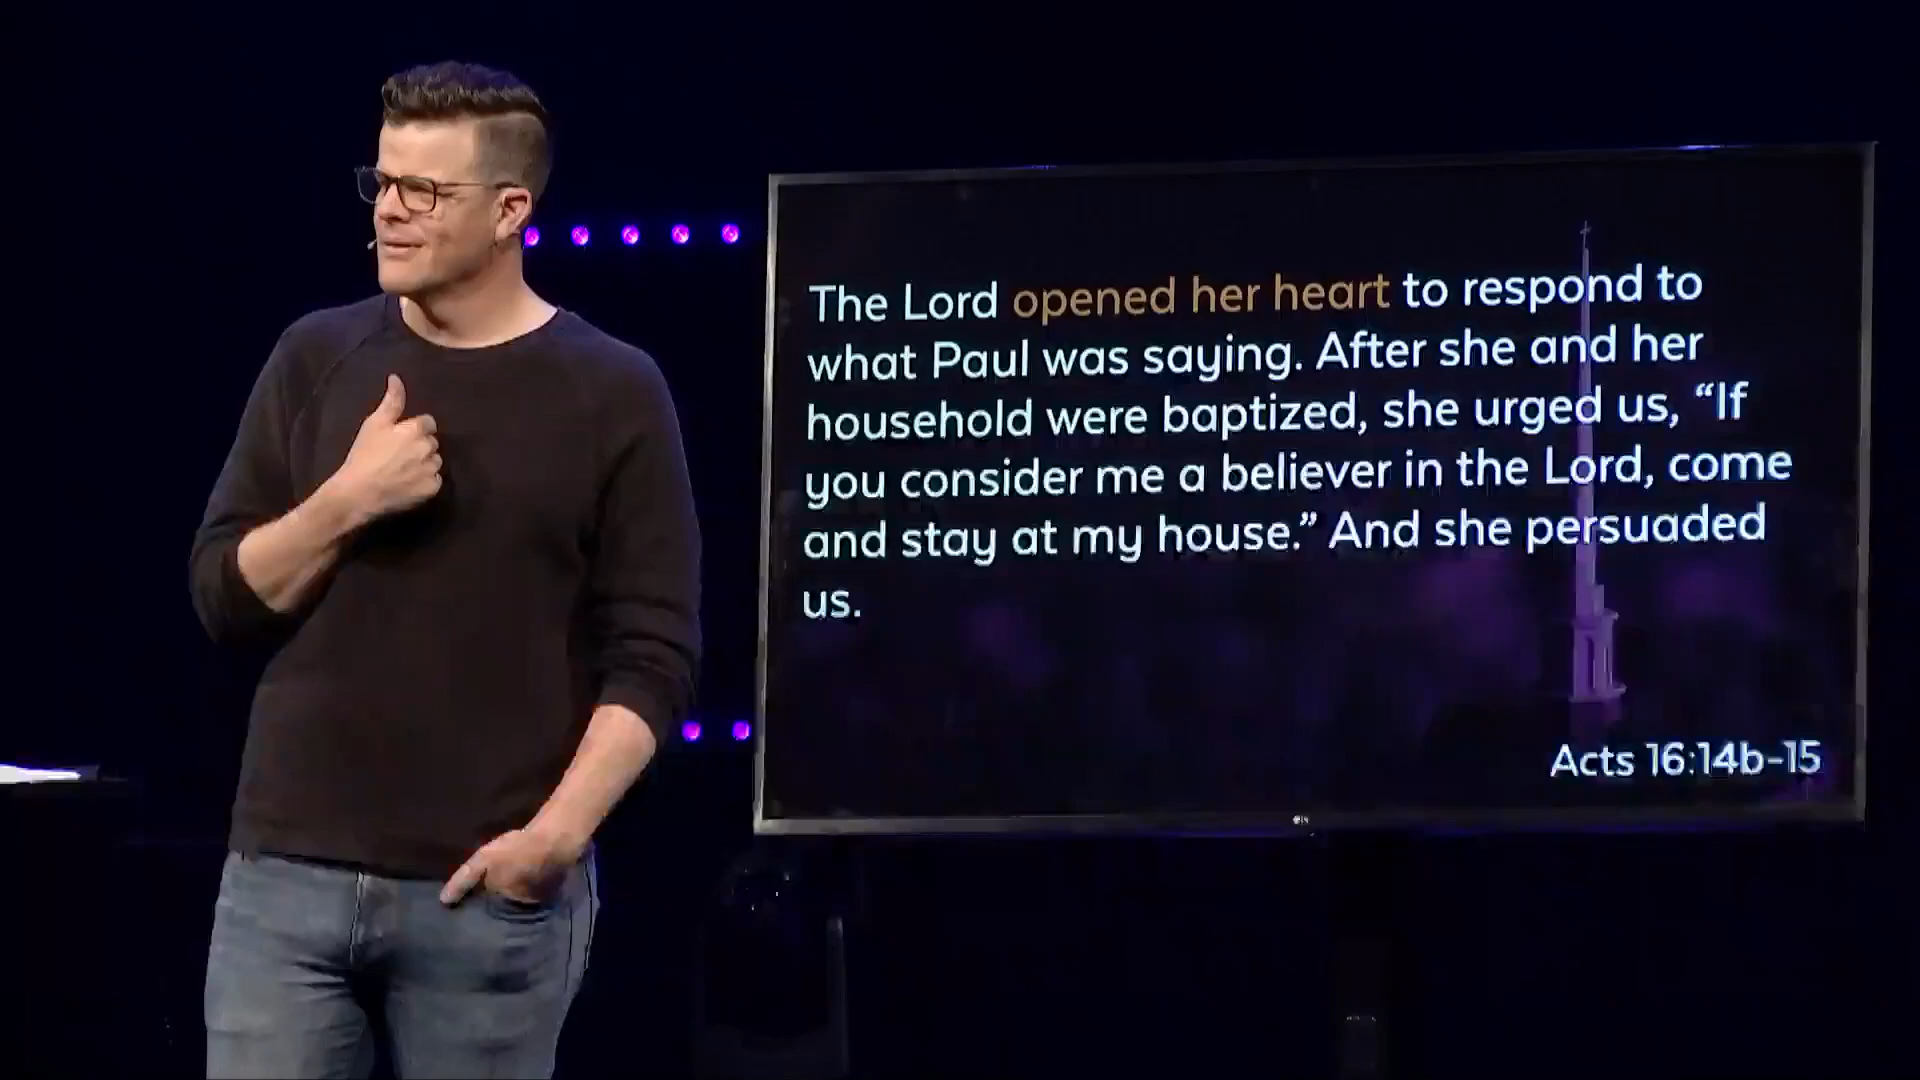 The Lord opened her heart to respond to
what Paul was saying. After she and her
household were baptized, she urged us, “If
you consider me a believer in the Lord, come
and stay at my house.” And she persuaded
us.
Acts 16:14b-15
LG